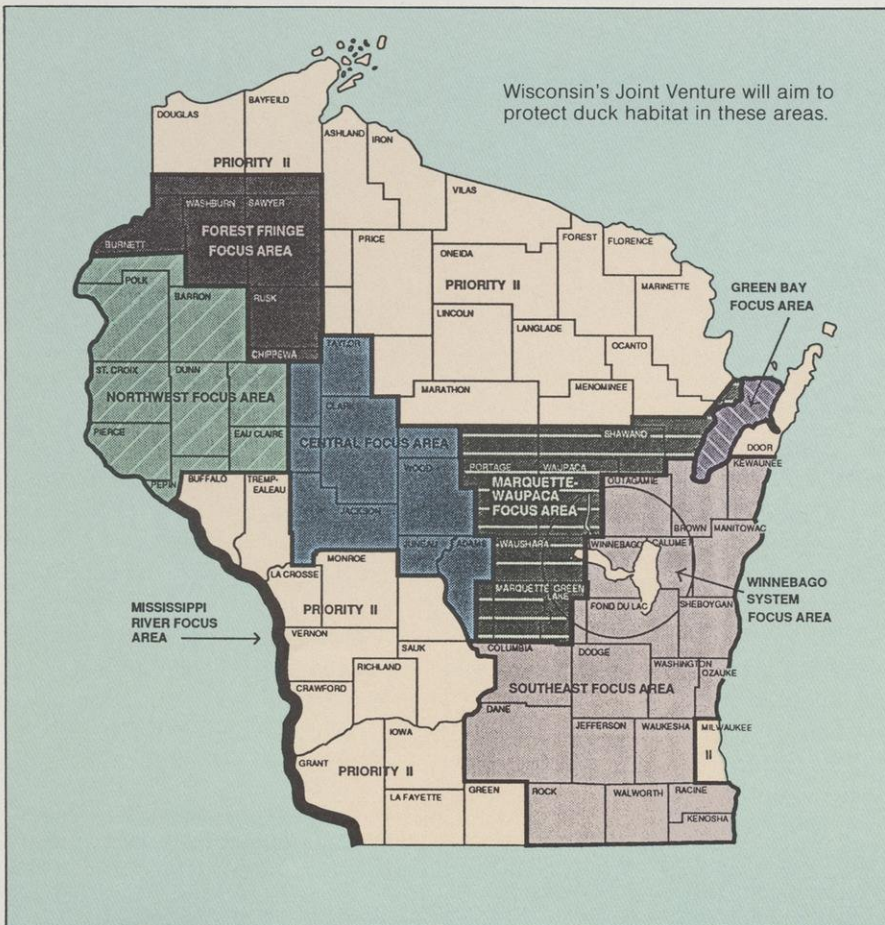 Wisconsin's Joint Venture will aim to
protect duck habitat in these areas.
DOUGLAS
BAYFEILD
ASHLAND
IRON
PRIORITY II
VILAS
WASHBURN
SAWYER
FOREST FRINGE
FOCUS AREA
BURNETT
PRICE
ONEIDA
FOREST
FLORENCE
PRIORITY II
MARINETTE
GREEN BAY
FOCUS AREA
POLK
BARRON
RUSK
LINCOLN
LANGLADE
OCANTO
CHIPPEWA
TAYLOR
ST. CROIX
DUNN
MARATHON
MENOMINEE
NORTHWEST FOCUS AREA
CLARK
PIERCE
EAU CLAIRE
CENTRAL FOCUS AREA
SHAWANO
DOOR
KEWAUNEE
PEPIN
BUFFALO
TREMP-
EALEAU
WOOD
PORTAGE
WAUPACA
MARQUETTE-
WAUPACA
FOCUS AREA
OUTAGAMIE
JACKSON
BROWN
MANITOWAC
MONROE
JUNEAU
ADAMS
WAUSHARA
WINNEBAGO
CALUMET
LA CROSSE
MARQUETTE
GREEN
LAKE
WINNEBAGO
SYSTEM
FOCUS AREA
MISSISSIPPI
RIVER FOCUS
AREA
PRIORITY II
FOND DU LAC
SHEBOYGAN
VERNON
SAUK
COLUMBIA
DODGE
RICHLAND
WASHINGTON
OZAUKE
CRAWFORD
SOUTHEAST FOCUS AREA
DANE
IOWA
JEFFERSON
WAUKESHA
MILWAUKEE
II
GRANT
PRIORITY II
LA FAYETTE
GREEN
ROCK
WALWORTH
RACINE
KENOSHA